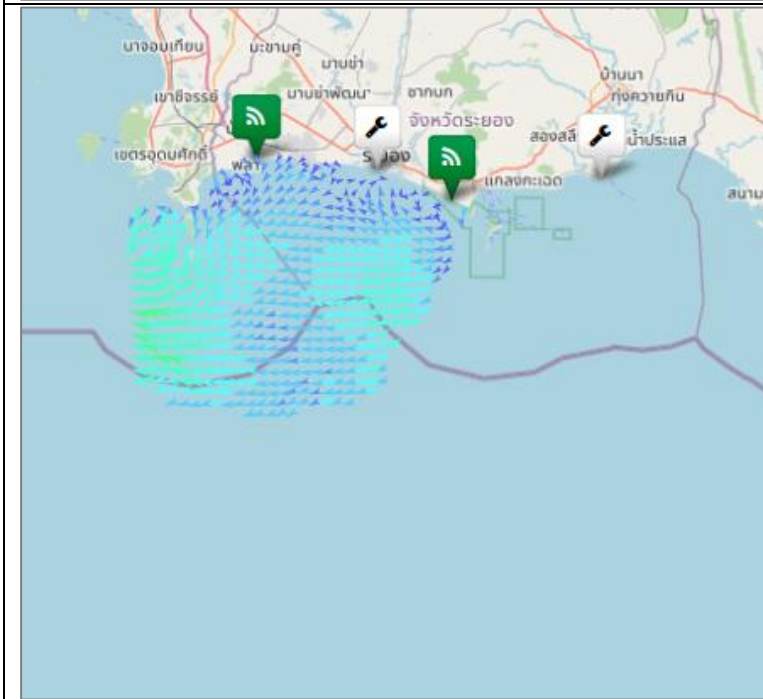 นาจอมเทียน
มะขามคู่
มาบข่า
บ้านนา
เขาชีจรรย์
มาบข่าพัฒนา
ชากบก
ทุ่งควายกิน
จังหวัดระยอง
สองสลึ
น้ำประแส
เขตรอุดมศักดิ์
พลา
แกลงกะเฉด
สนาม